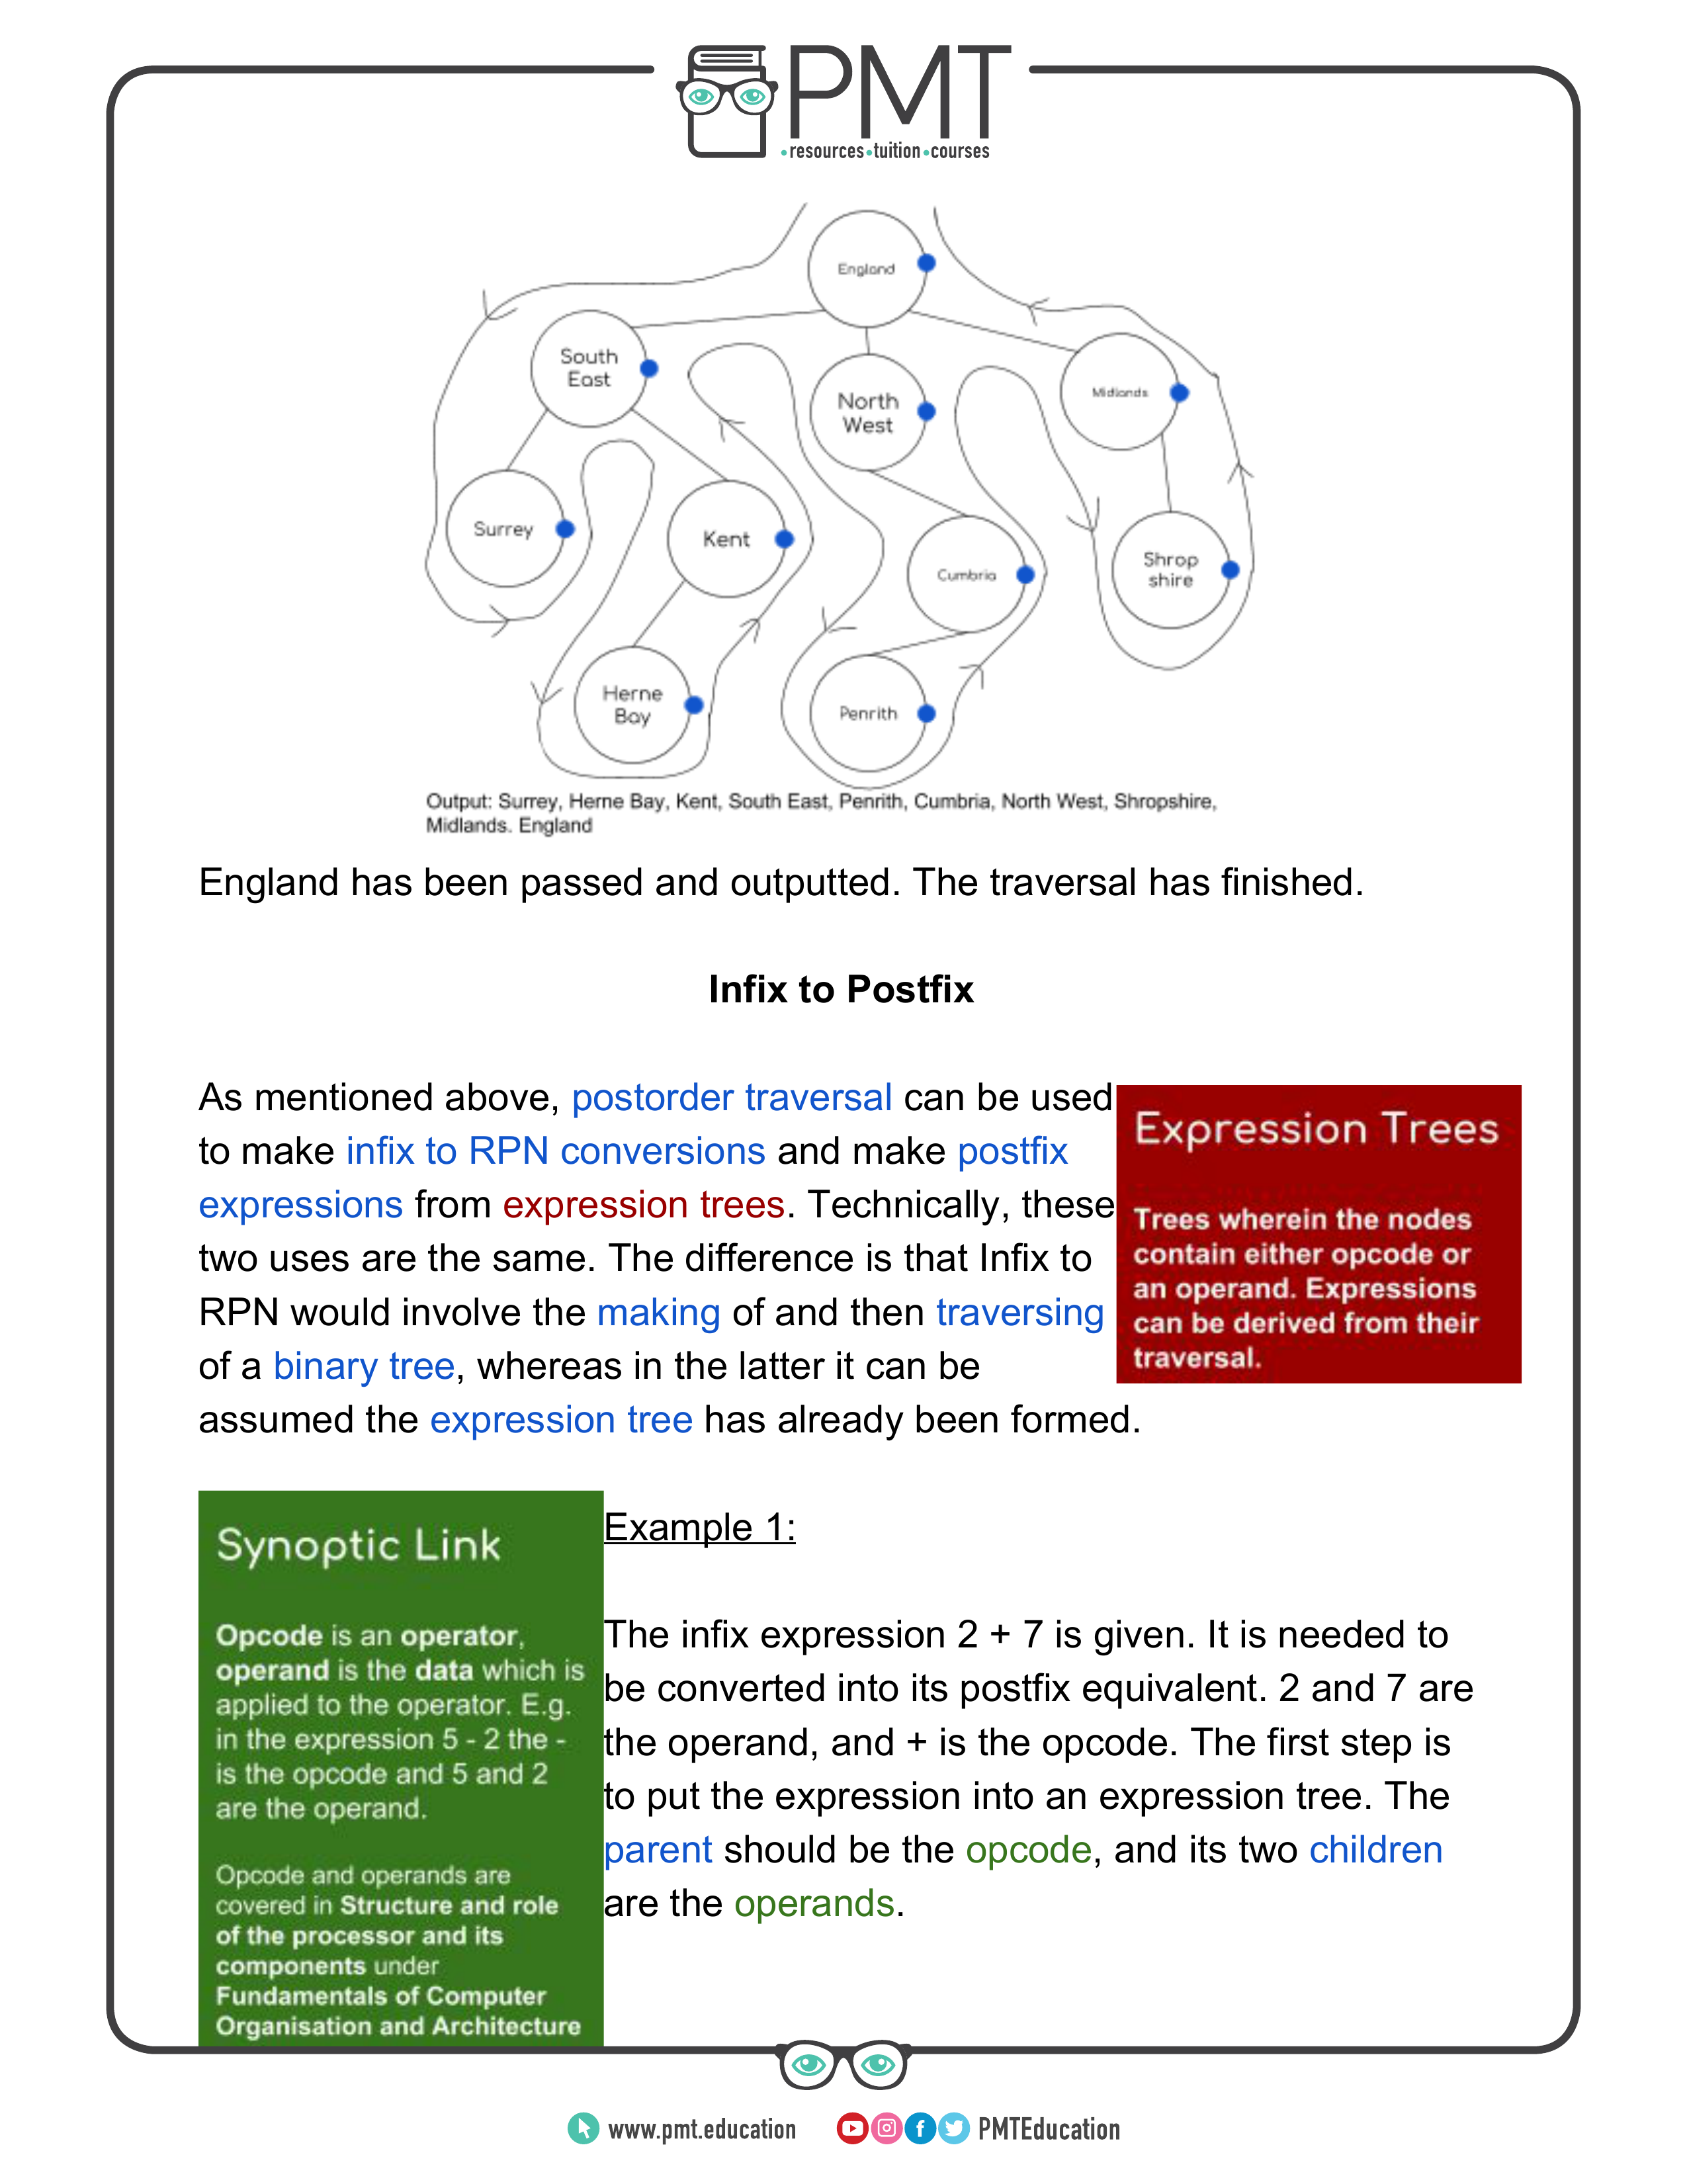 PMT
•resources•tuition•courses
England
South
East
North
West
Midlands
Surrey
Kent
Cumbria
Shrop
shire
Herne
Bay
Penrith
Output: Surrey, Herne Bay, Kent, South East, Penrith, Cumbria, North West, Shropshire,
Midlands. England
England has been passed and outputted. The traversal has finished.
Infix to Postfix
As mentioned above, postorder traversal can be used
to make infix to RPN conversions and make postfix
expressions from expression trees. Technically, these
two uses are the same. The difference is that Infix to
RPN would involve the making of and then traversing
of a binary tree, whereas in the latter it can be
assumed the expression tree has already been formed.
Expression Trees
Trees wherein the nodes
contain either opcode or
an operand. Expressions
can be derived from their
traversal.
Synoptic Link
Opcode is an operator,
operand is the data which is
applied to the operator. E.g.
in the expression 5 - 2 the -
is the opcode and 5 and 2
are the operand.
Opcode and operands are
covered in Structure and role
of the processor and its
components under
Fundamentals of Computer
Organisation and Architecture
Example 1:
The infix expression 2 + 7 is given. It is needed to
be converted into its postfix equivalent. 2 and 7 are
the operand, and + is the opcode. The first step is
to put the expression into an expression tree. The
parent should be the opcode, and its two children
are the operands.
www.pmt.education
PMTEducation